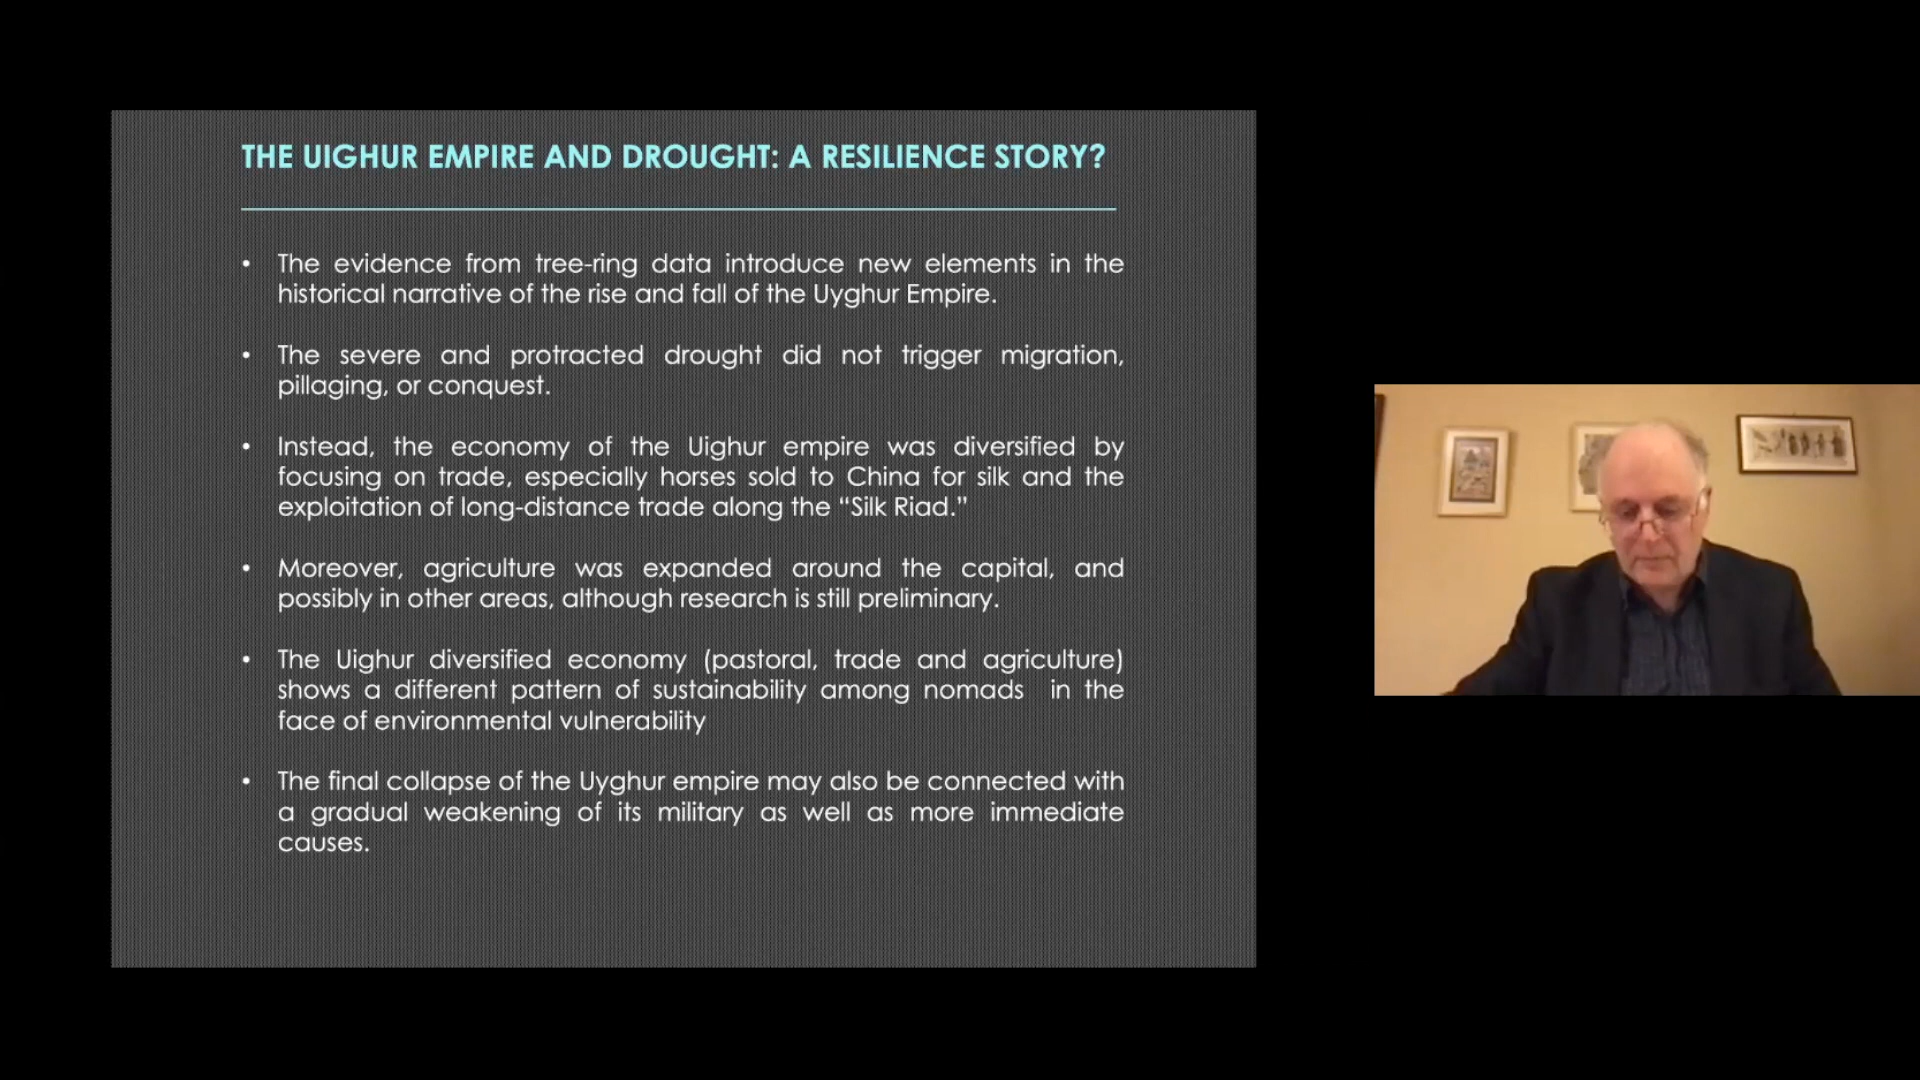 THE UIGHUR EMPIRE AND DROUGHT: A RESILIENCE STORY?
• The evidence from tree-ring data introduce new elements in the
historical narrative of the rise and fall of the Uyghur Empire.
• The severe and protracted drought did not trigger migration,
pillaging, or conquest.
• Instead, the economy of the Uighur empire was diversified by
focusing on trade, especially horses sold to China for silk and the
exploitation of long-distance trade along the “Silk Riad.”
• Moreover, agriculture was expanded around the capital, and
possibly in other areas, although research is still preliminary.
• The Uighur diversified economy (pastoral, trade and agriculture)
shows a different pattern of sustainability among nomads in the
face of environmental vulnerability
• The final collapse of the Uyghur empire may also be connected with
a gradual weakening of its military as well as more immediate
causes.